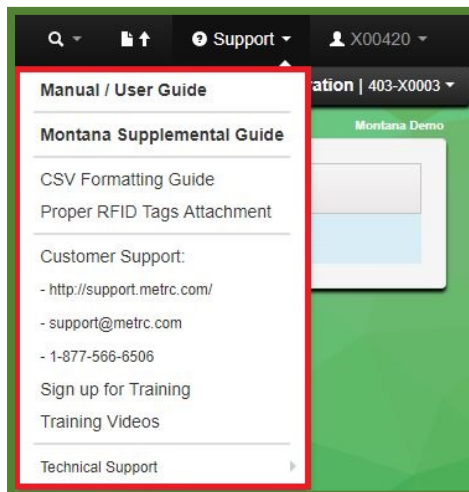 Support
X00420
Manual / User Guide
ation | 403-X0003
Montana Supplemental Guide
Montana Demo
CSV Formatting Guide
Proper RFID Tags Attachment
Customer Support:
- http://support.metrc.com/
- support@metrc.com
- 1-877-566-6506
Sign up for Training
Training Videos
Technical Support